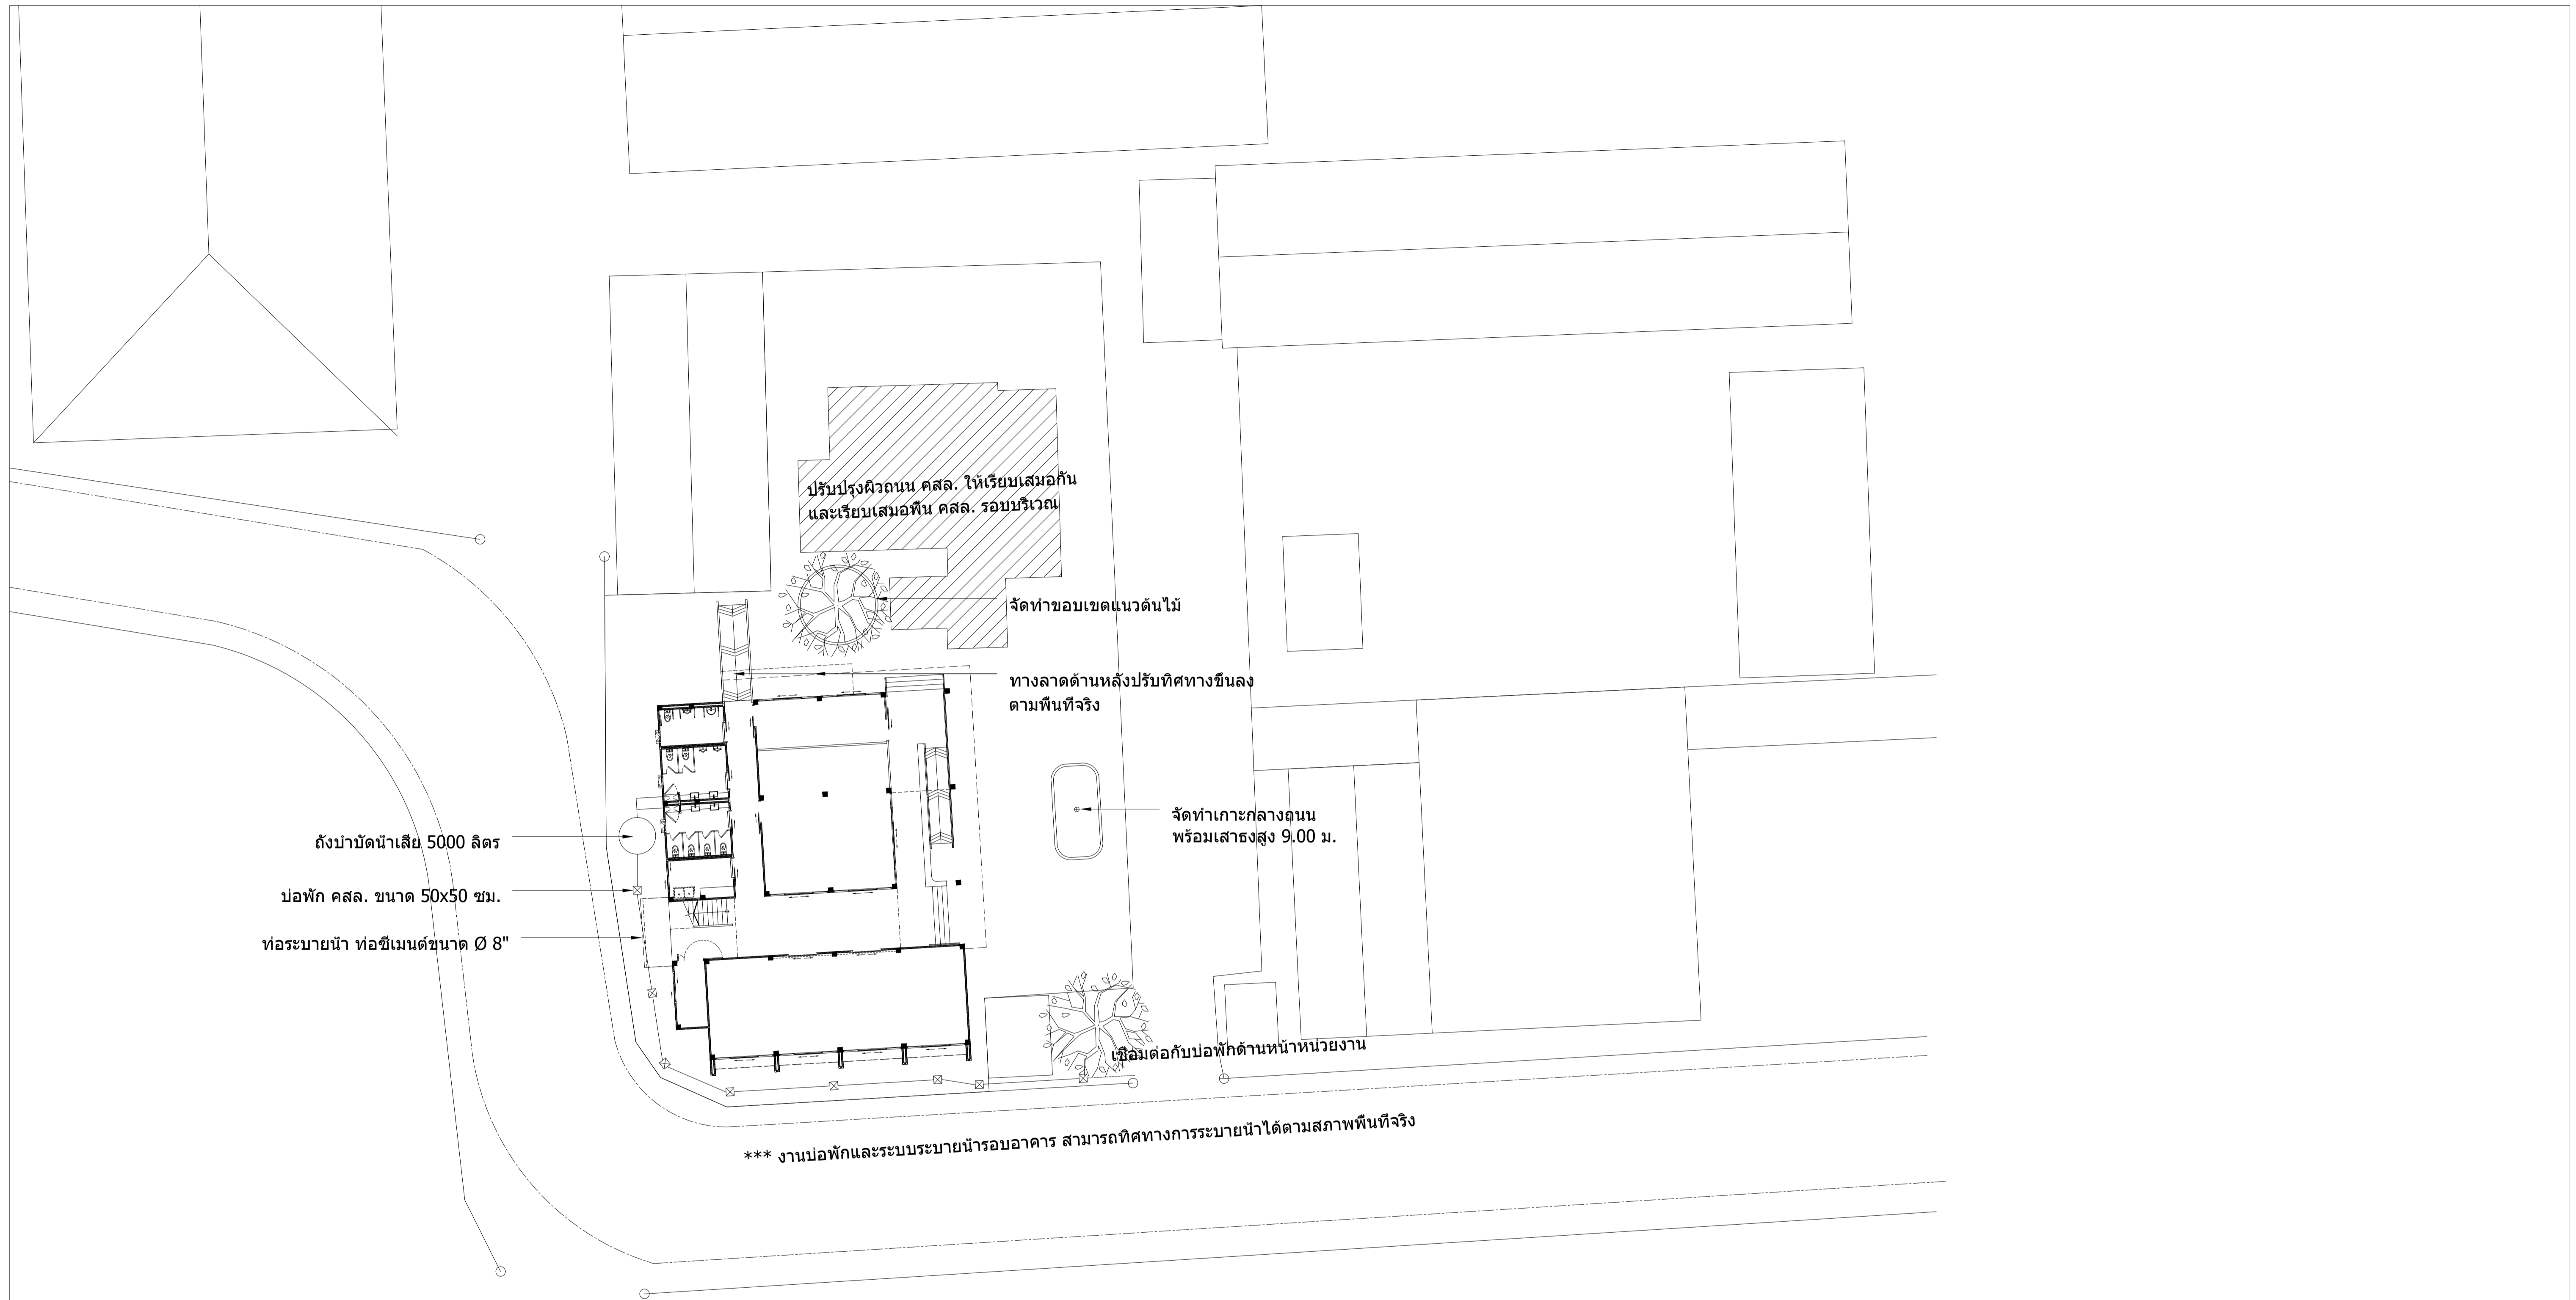 ปรับปรุงผิวถนน คสล. ให้เรียบเสมอกัน
และเรียบเสมอพื้น คสล. รอบบริเวณ
จัดทำขอบเขตแนวต้นไม้
ทางลาดด้านหลังปรับทิศทางขึ้นลง
ตามพื้นที่จริง
จัดทำเกาะกลางถนน
พร้อมเสาธงสูง 9.00 ม.
ถังบำบัดน้ำเสีย 5000 ลิตร
บ่อพัก คสล. ขนาด 50x50 ซม.
ท่อระบายน้ำ ท่อซีเมนต์ขนาด Ø 8"
เชื่อมต่อกับบ่อพักด้านหน้าหน่วยงาน
*** งานบ่อพักและระบบระบายน้ำรอบอาคาร สามารถทิศทางการระบายน้ำได้ตามสภาพพื้นที่จริง